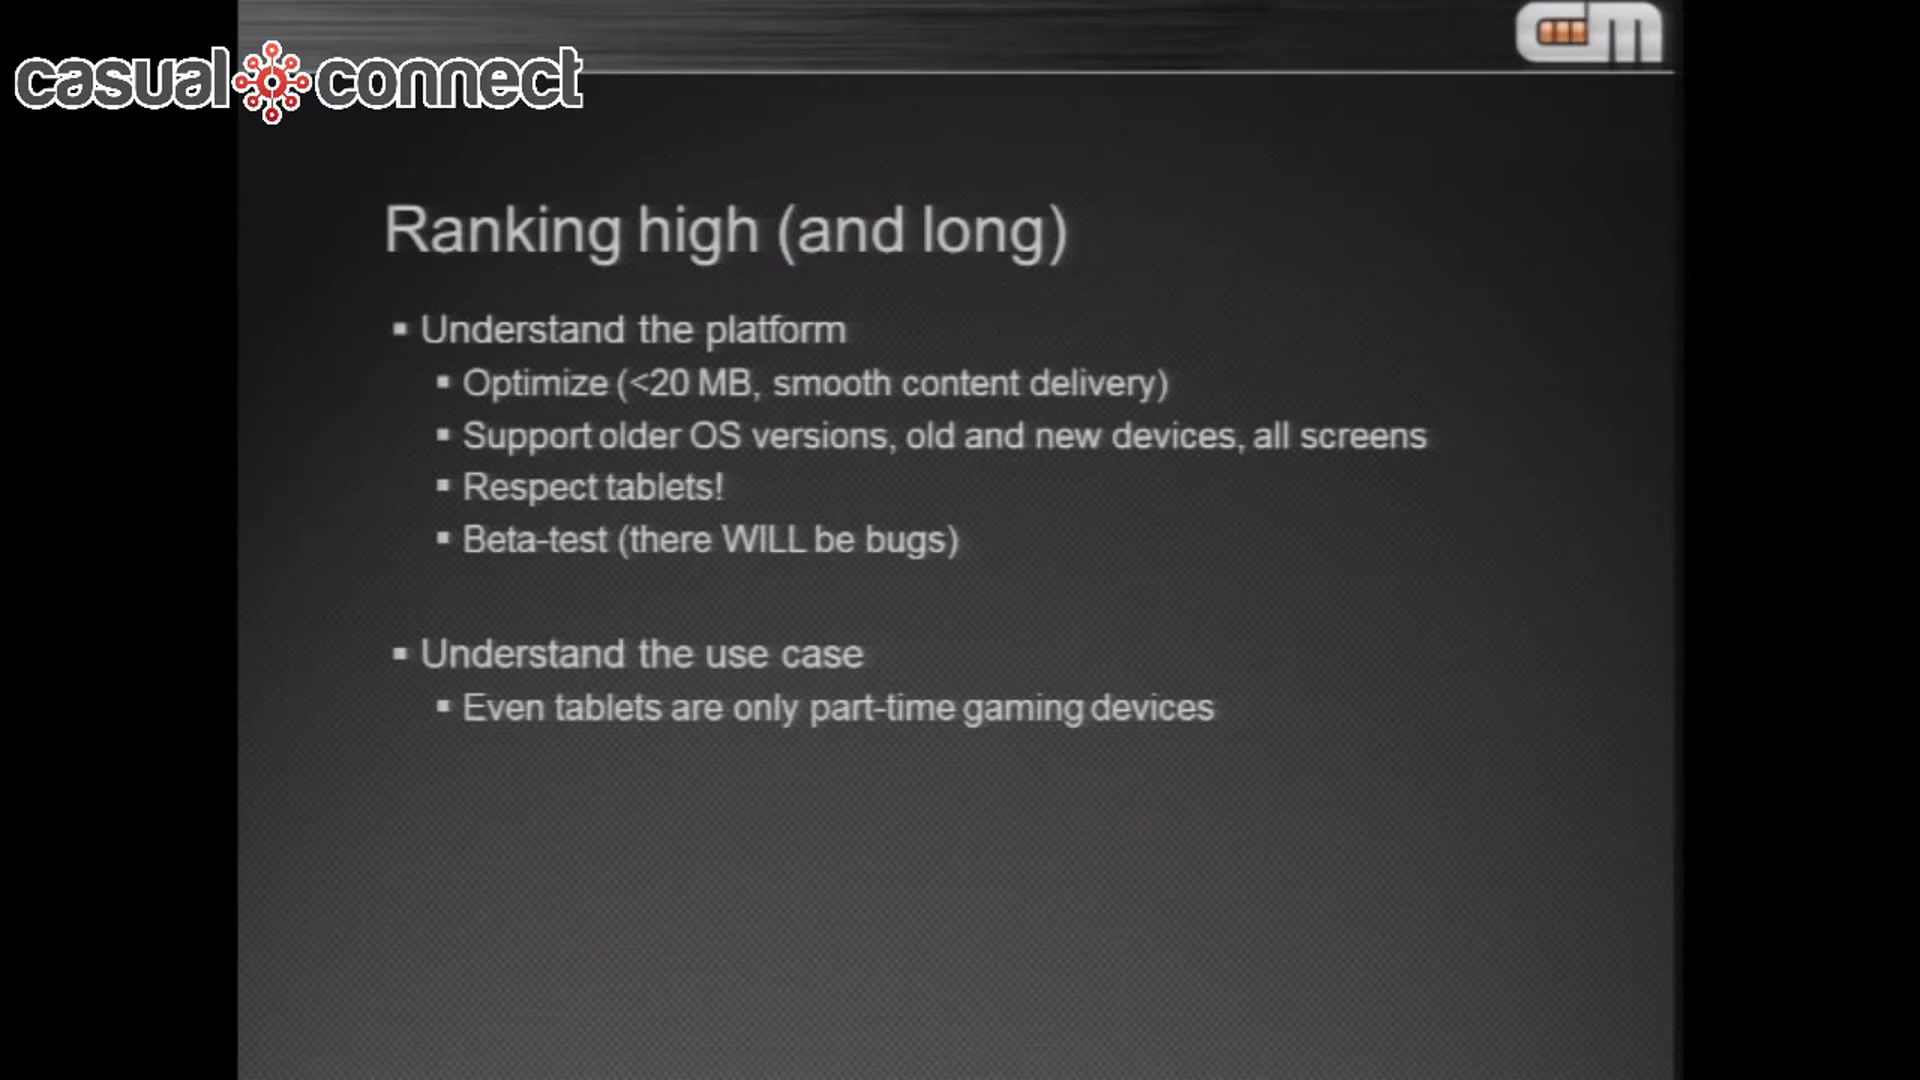 casual connect
Ranking high (and long)
Understand the platform
Optimize (<20 MB, smooth content delivery)
Support older OS versions, old and new devices, all screens
Respect tablets!
Beta-test (there WILL be bugs)
Understand the use case
Even tablets are only part-time gaming devices